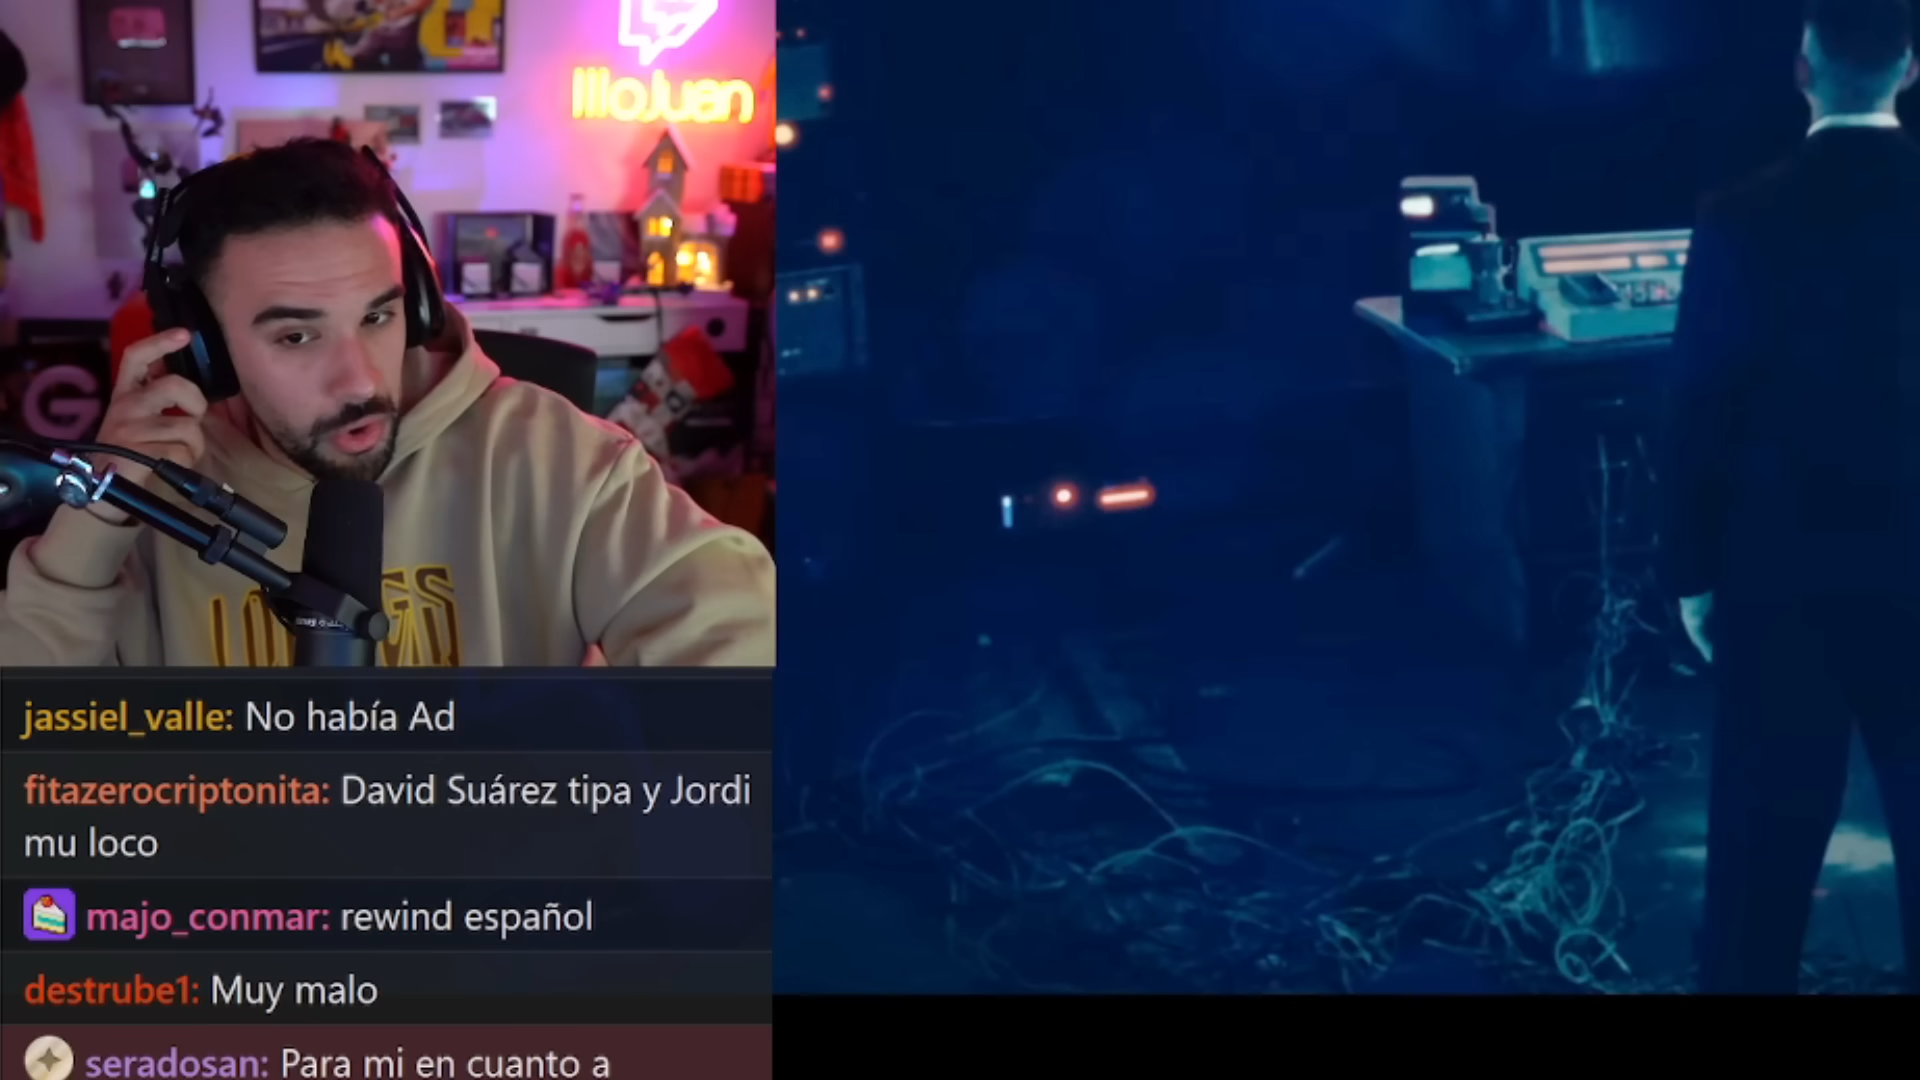 IlloJuan
G
jassiel_valle: No había Ad
fitazerocriptonita: David Suárez tipa y Jordi
mu loco
majo_conmar: rewind español
destrube1: Muy malo
seradosan: Para mi en cuanto a